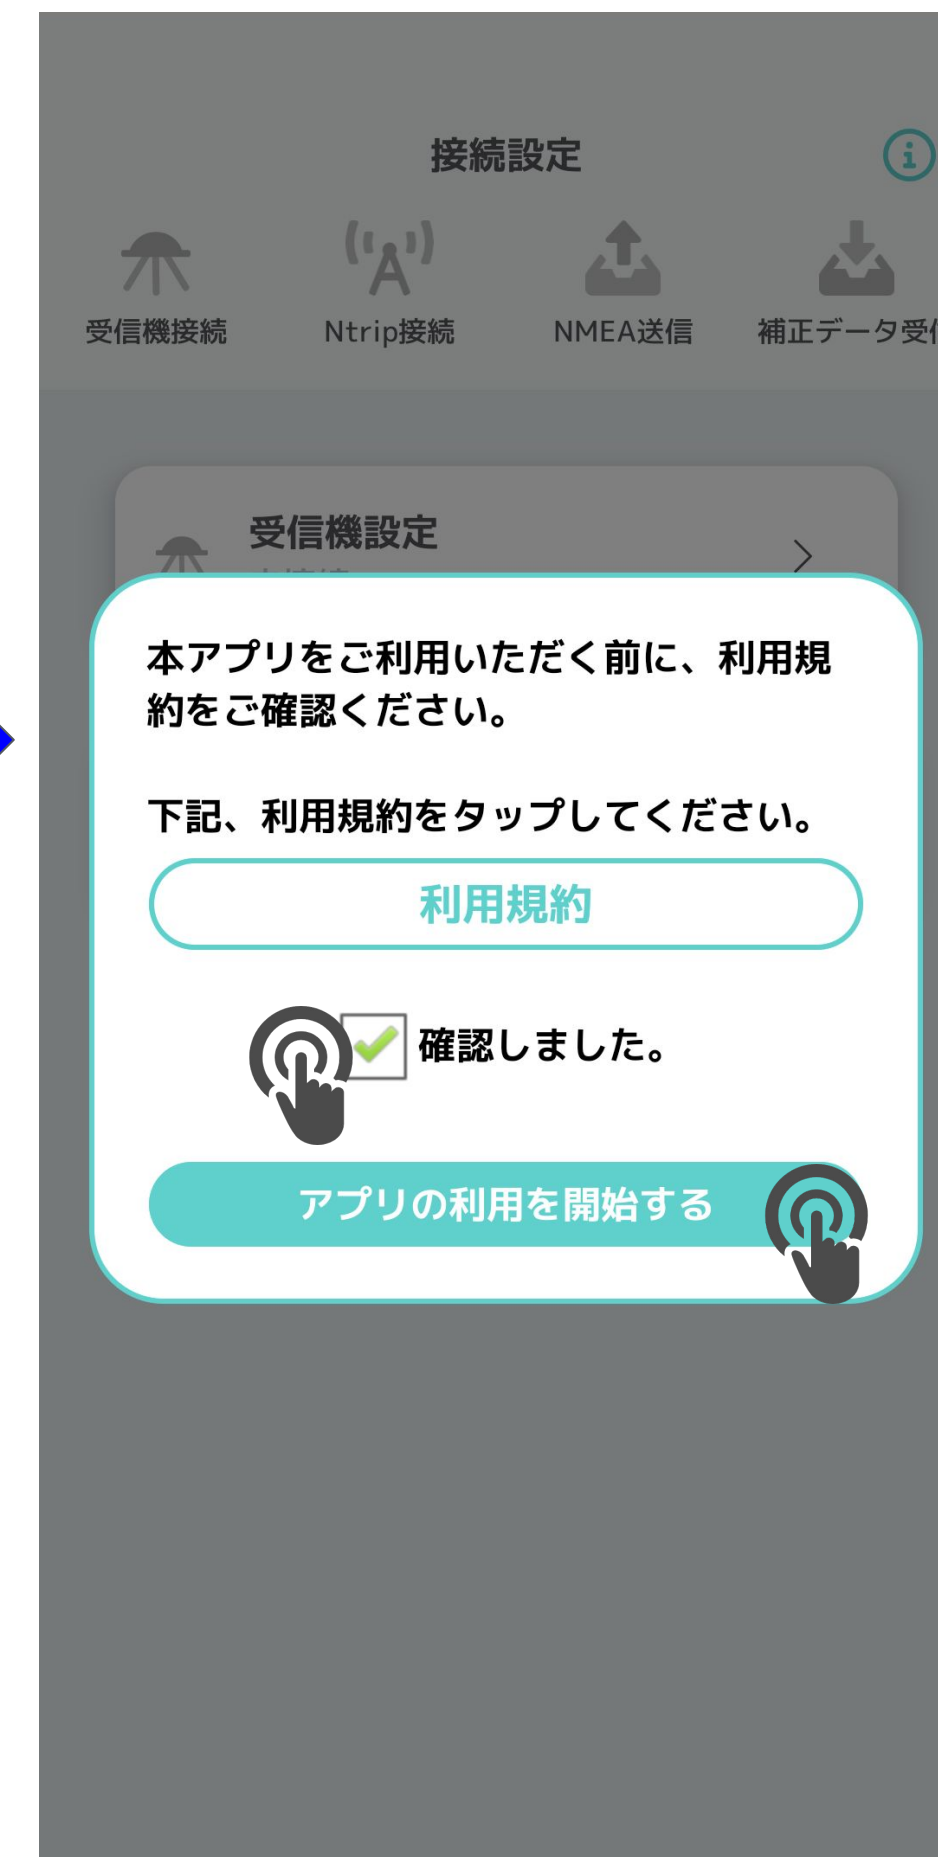 接続設定
受信機接続 Ntrip接続 NMEA送信 補正データ受
受信機設定
本アプリをご利用いただく前に、利用規
約をご確認ください。
下記、利用規約をタップしてください。
利用規約
確認しました。
アプリの利用を開始する